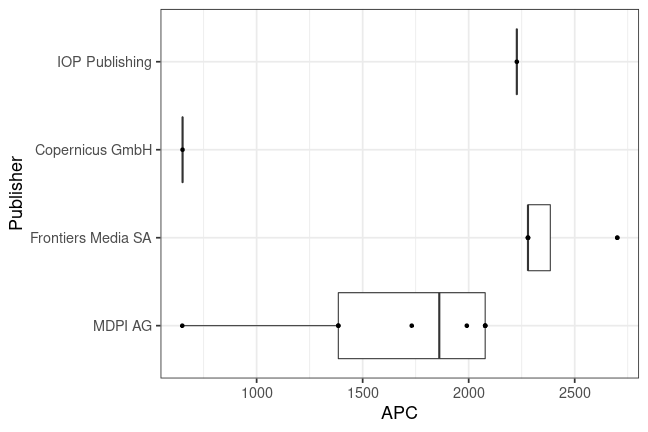 IOP Publishing
Copernicus GmbH
Frontiers Media SA
MDPI AG
Publisher
1000 1500 2000 2500
APC